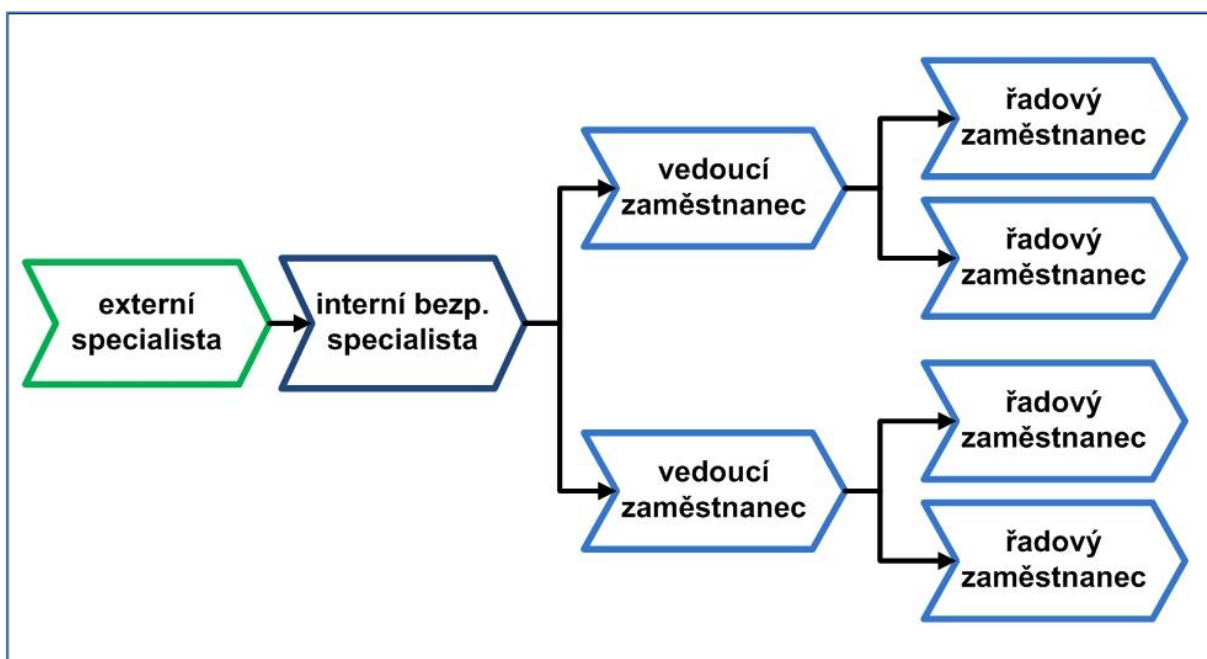 externí
specialista
interní bezp.
specialista
vedoucí
zaměstnanec
řadový
zaměstnanec
řadový
zaměstnanec
vedoucí
zaměstnanec
řadový
zaměstnanec
řadový
zaměstnanec